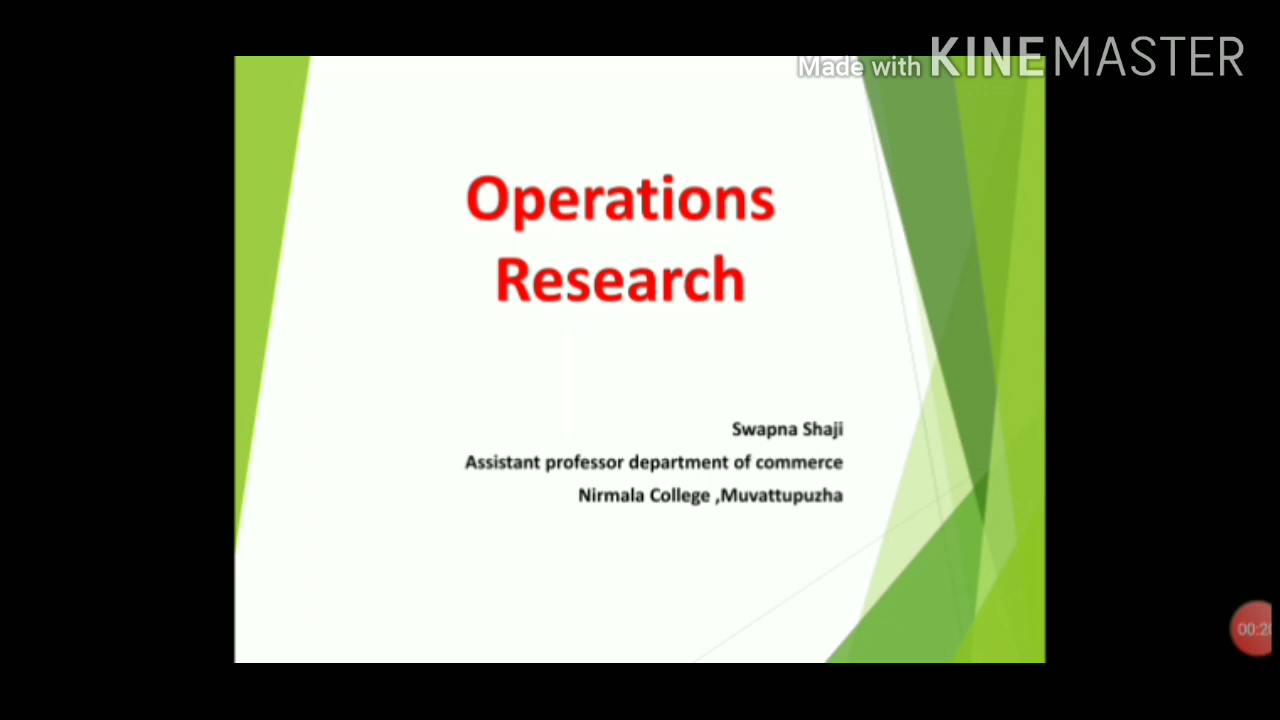 Made with KINEMASTER
Operations
Research
Swapna Shaji
Assistant professor department of commerce
Nirmala College ,Muvattupuzha